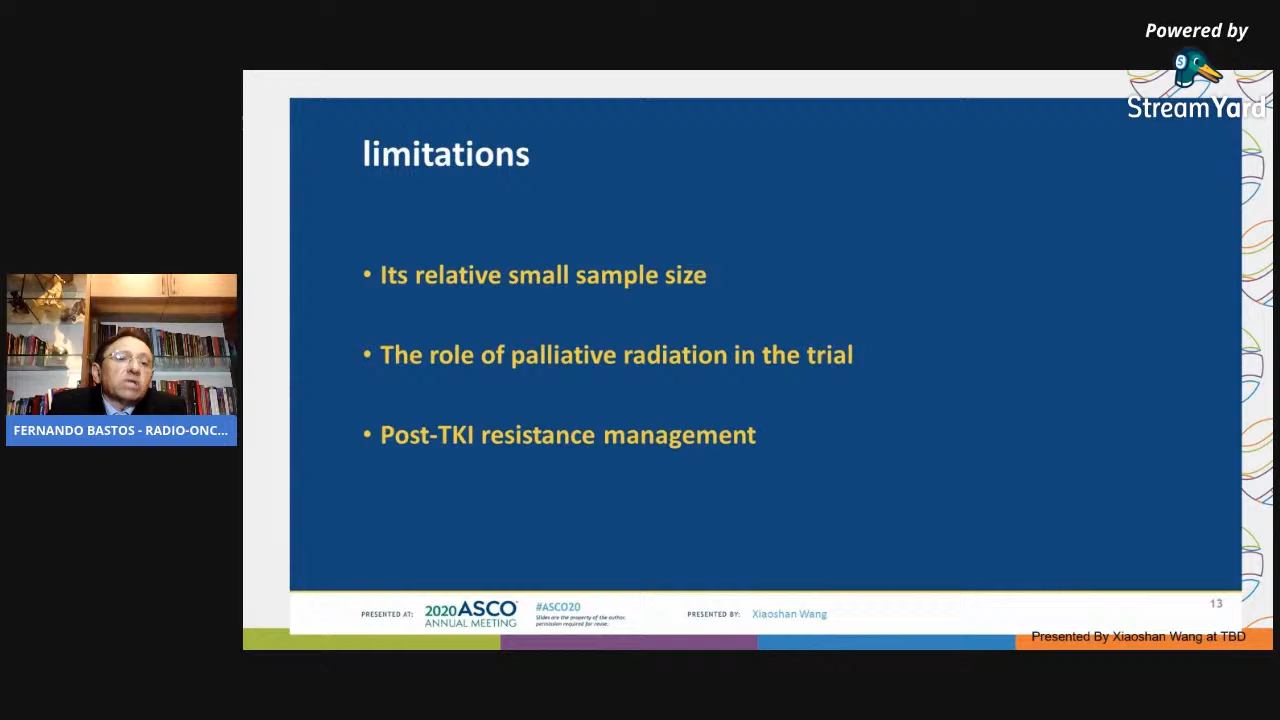 Powered by
StreamYard
limitations
• Its relative small sample size
• The role of palliative radiation in the trial
• Post-TKI resistance management
FERNANDO BASTOS - RADIO-ONC...
PRESENTED AT:
2020 ASCO
ANNUAL MEETING
#ASCO20
Slides are the property of the author,
permission required for reuse.
PRESENTED BY: Xiaoshan Wang
13
Presented By Xiaoshan Wang at TBD